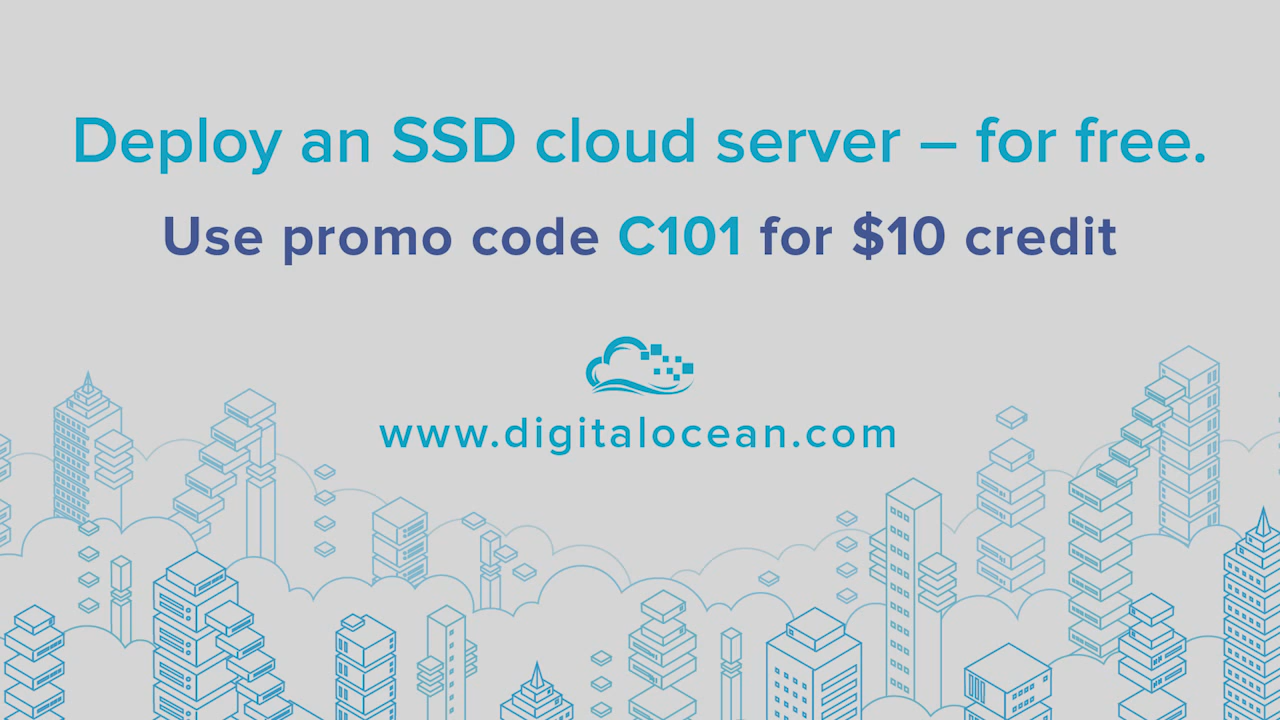 Deploy an SSD cloud server – for free.
Use promo code C101 for $10 credit
www.digitalocean.com